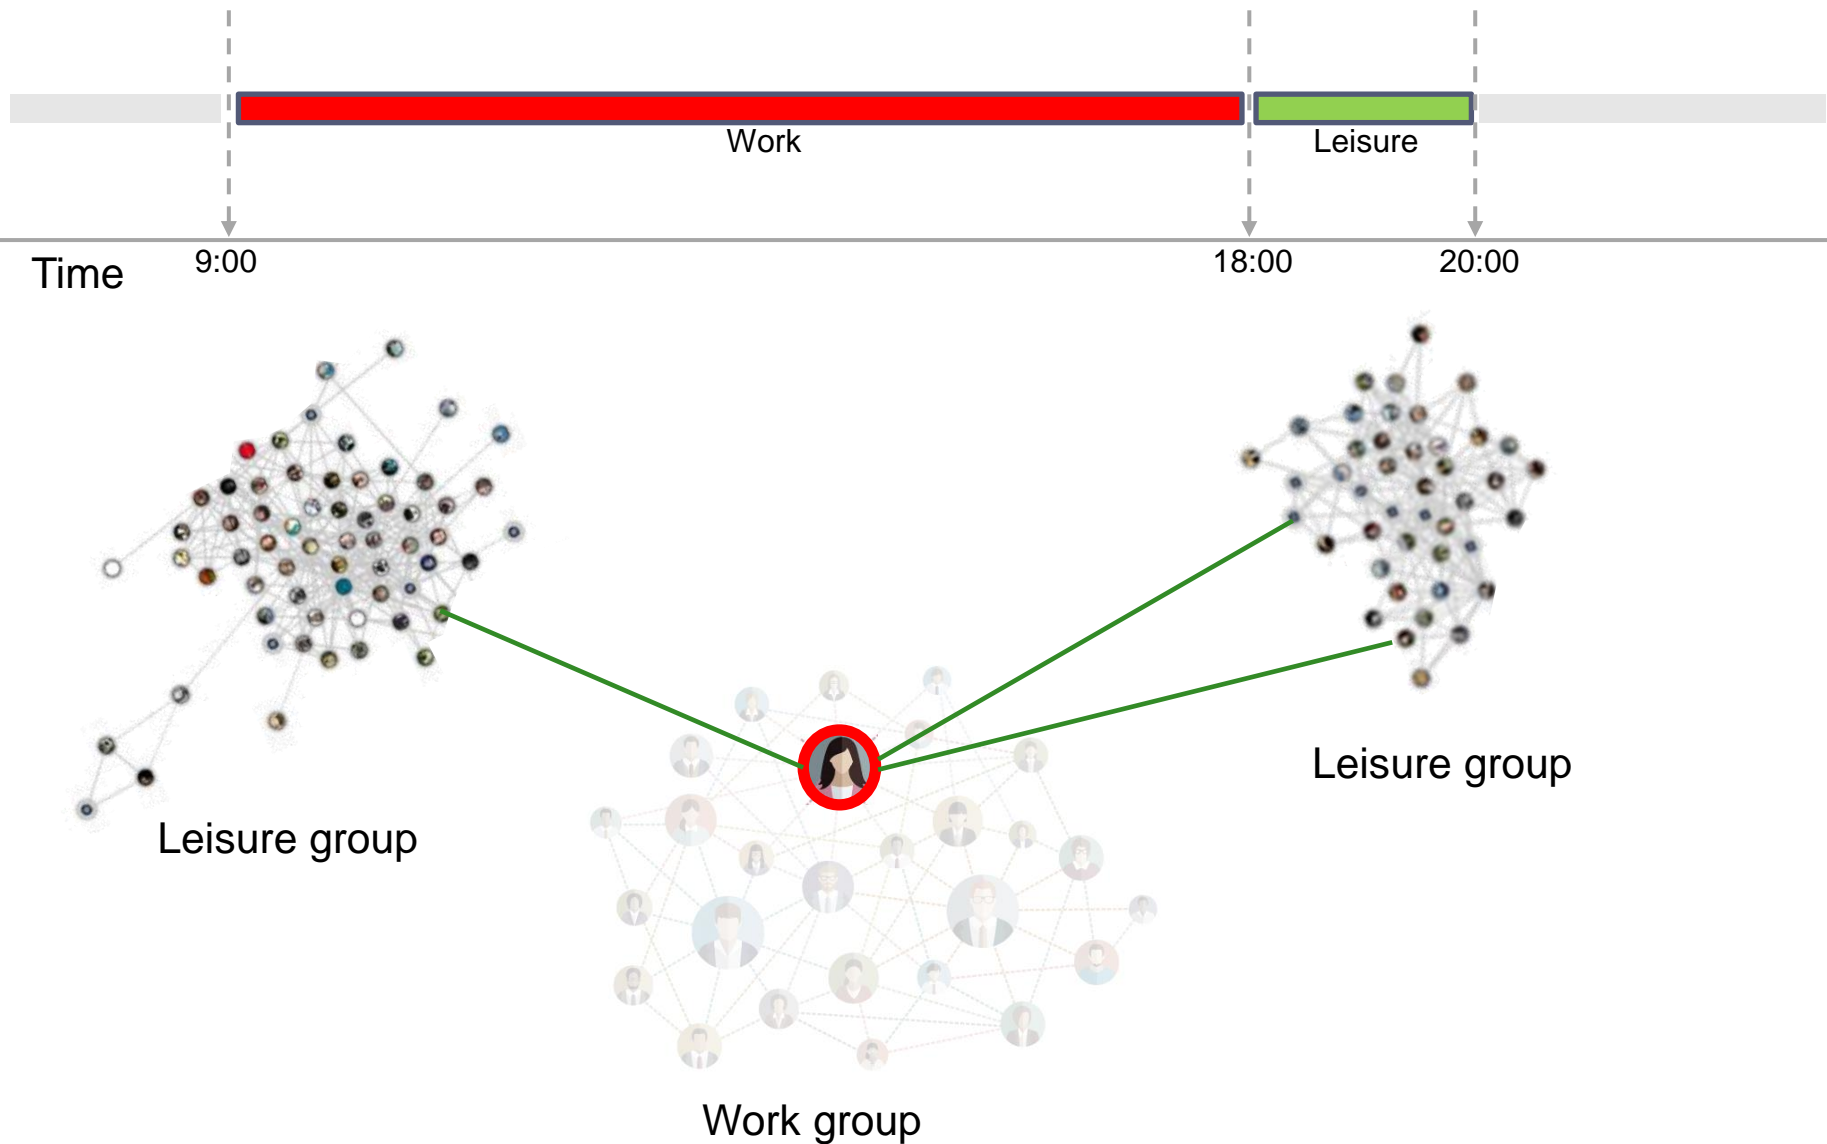 Work
Leisure
Time
9:00
18:00
20:00
Leisure group
Leisure group
Work group